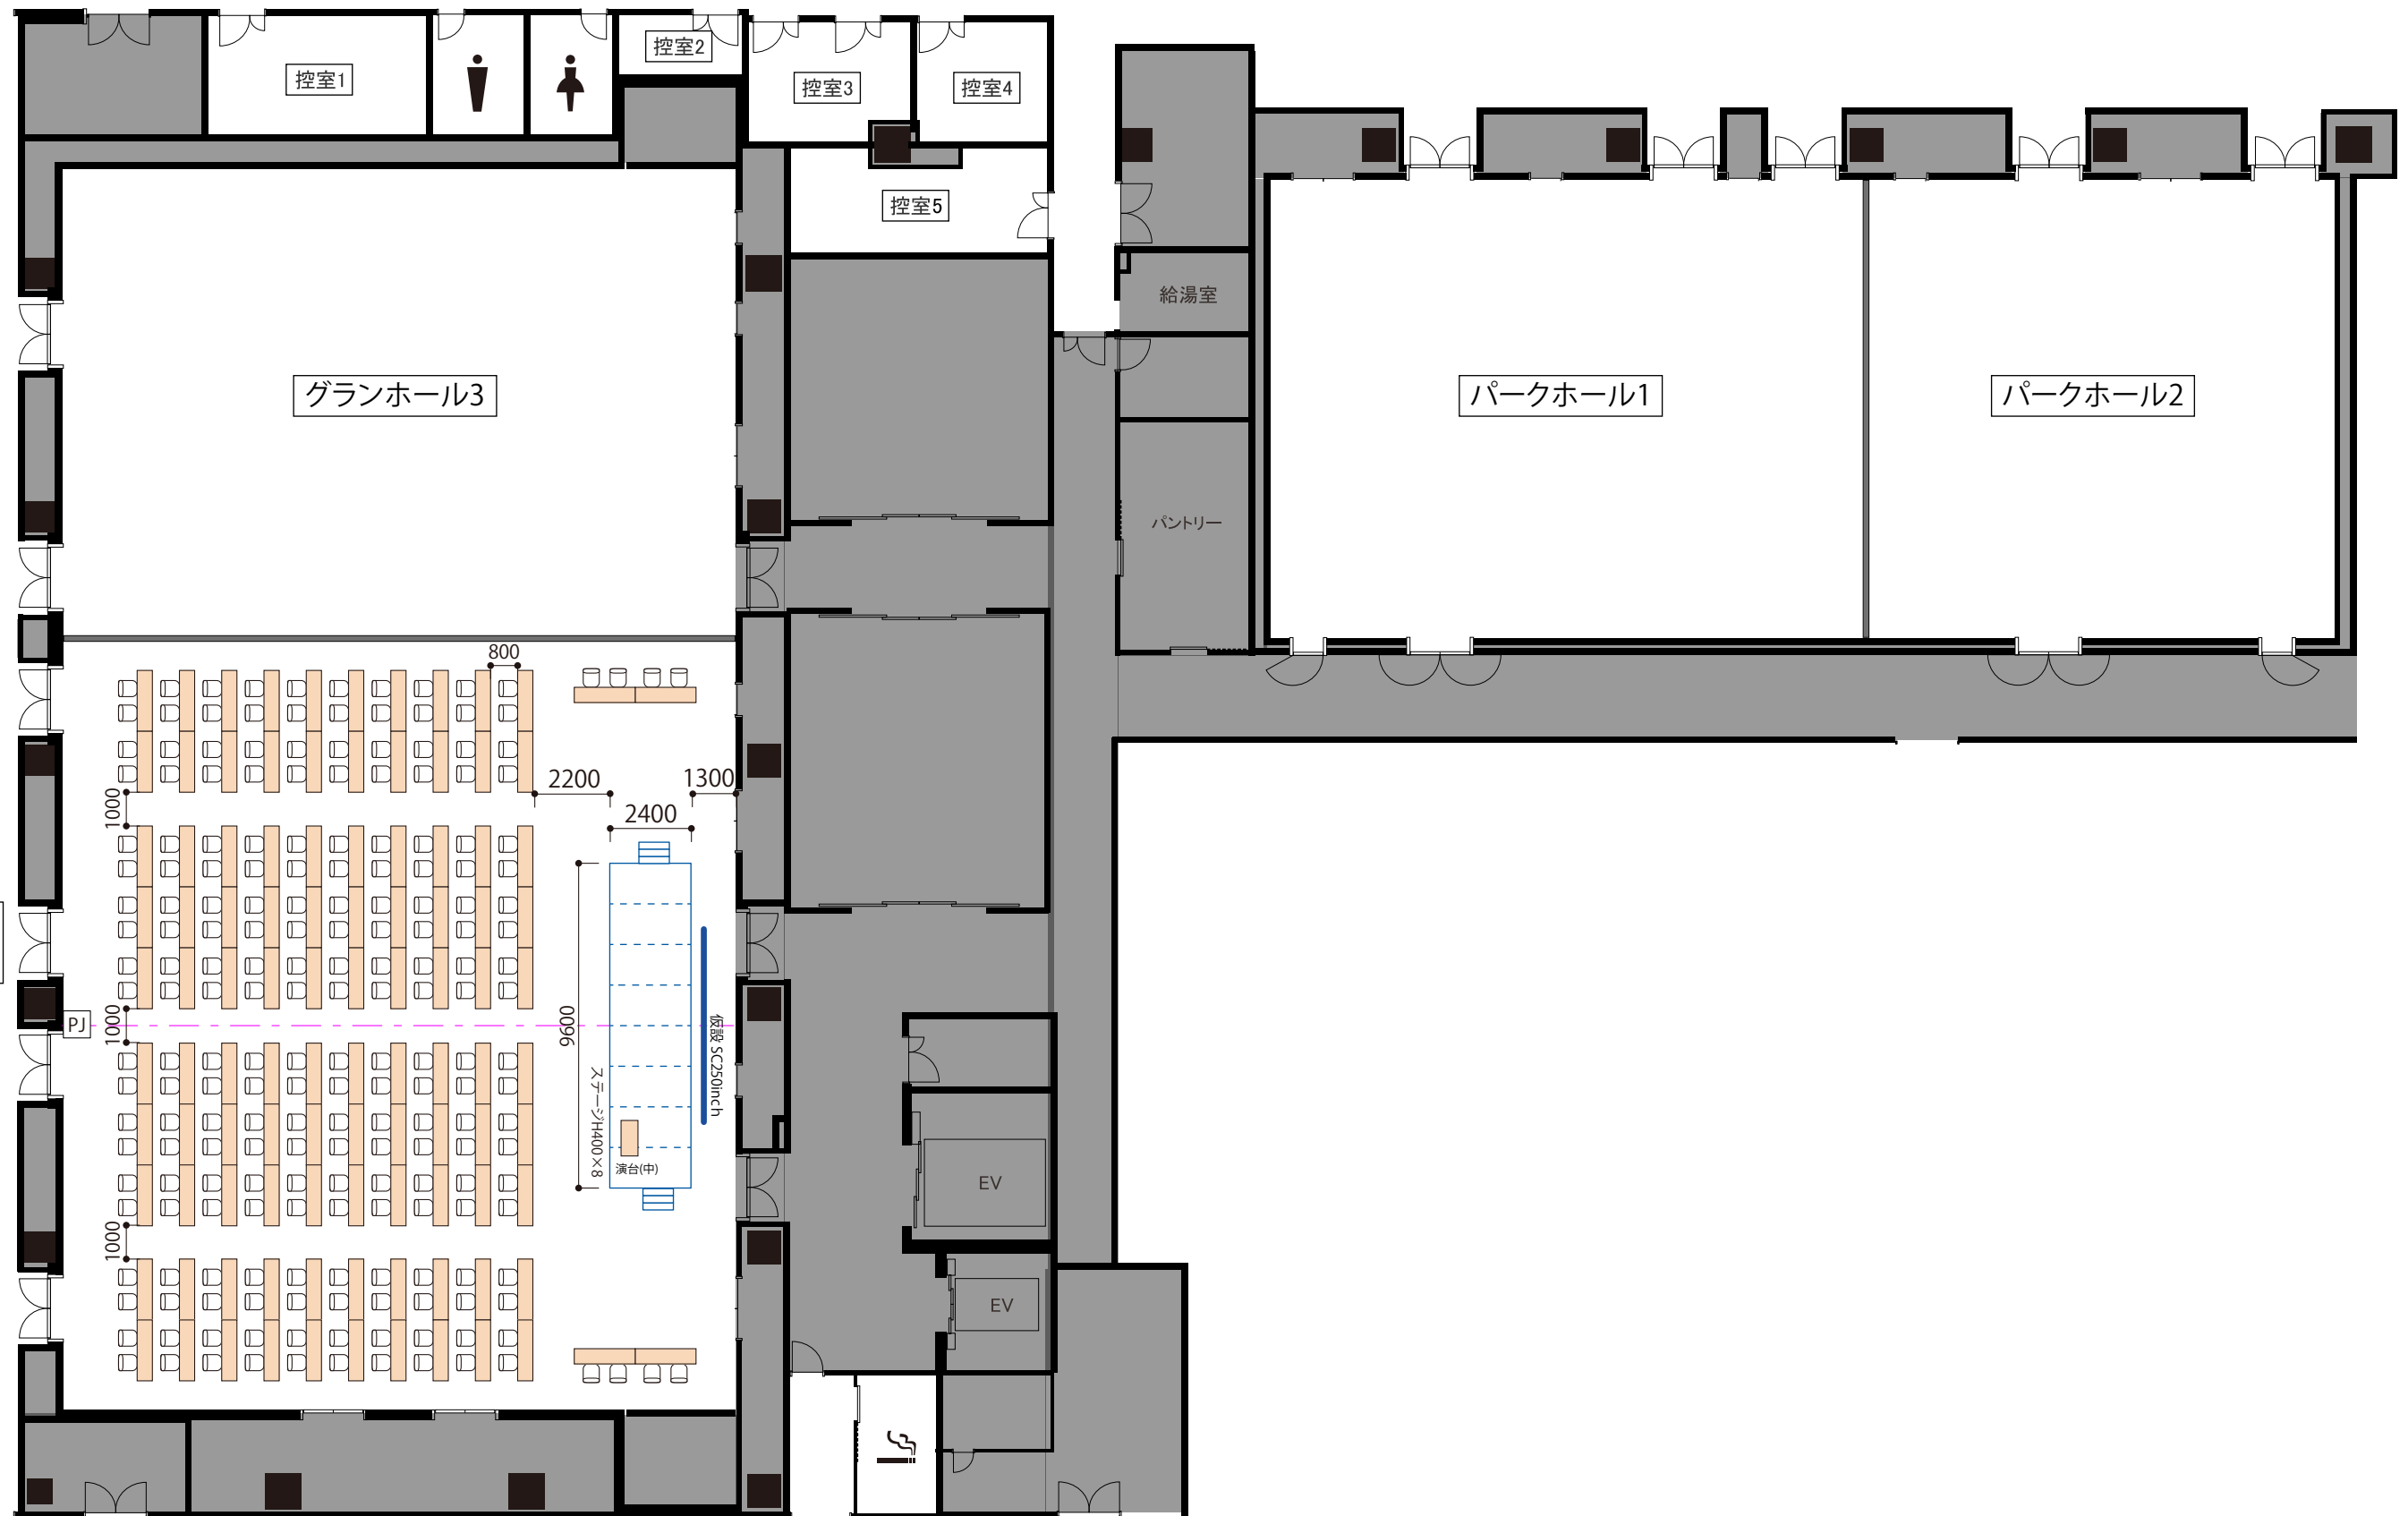 控室1
控室2
控室3
控室4
控室5
給湯室
グランホール3
パークホール1
パークホール2
パントリー
800
2200
1300
2400
1000
9600
1000
PJ
仮設 SC250inch
ステージH400×8
演台(中)
1000
EV
EV